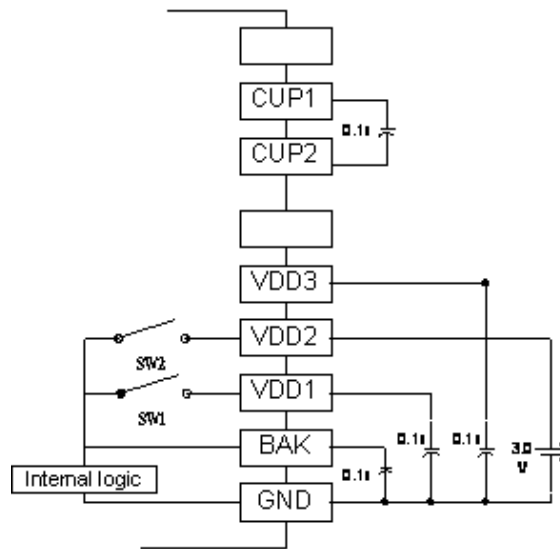 CUP1
0.1u
CUP2
VDD3
VDD2
SW2
VDD1
SW1
BAK
0.1u
0.1u
3.0
V
0.1u
Internal logic
GND